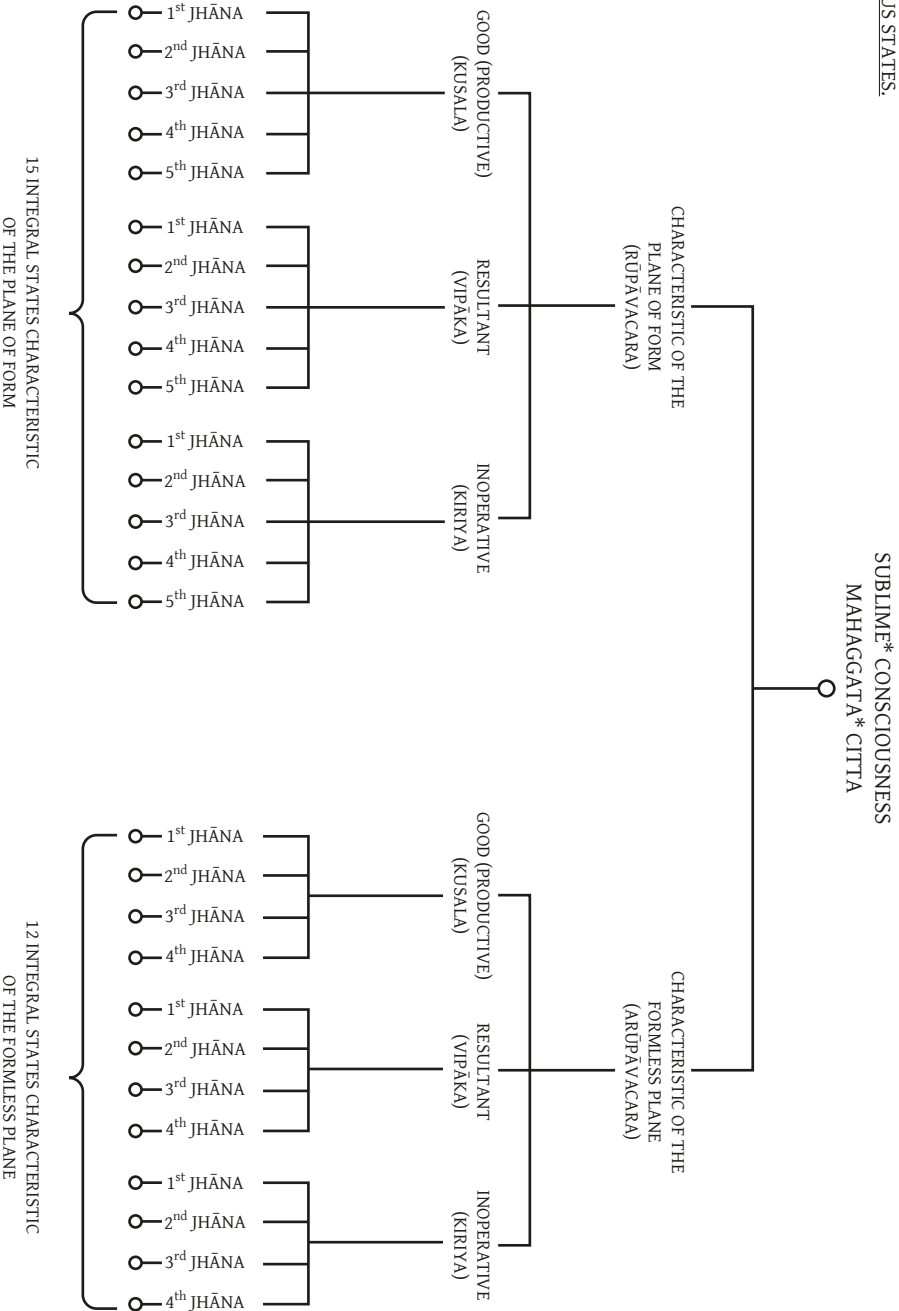 US STATES.
SUBLIME* CONSCIOUSNESS
MAHAGGATA* CITTA
CHARACTERISTIC OF THE
PLANE OF FORM
(RŪPĀVACARA)
CHARACTERISTIC OF THE
FORMLESS PLANE
(ARŪPĀVACARA)
GOOD (PRODUCTIVE)
(KUSALA)
RESULTANT
(VIPĀKA)
INOPERATIVE
(KIRIYA)
GOOD (PRODUCTIVE)
(KUSALA)
RESULTANT
(VIPĀKA)
INOPERATIVE
(KIRIYA)
1st JHĀNA
2nd JHĀNA
3rd JHĀNA
4th JHĀNA
5th JHĀNA
1st JHĀNA
2nd JHĀNA
3rd JHĀNA
4th JHĀNA
5th JHĀNA
1st JHĀNA
2nd JHĀNA
3rd JHĀNA
4th JHĀNA
5th JHĀNA
1st JHĀNA
2nd JHĀNA
3rd JHĀNA
4th JHĀNA
1st JHĀNA
2nd JHĀNA
3rd JHĀNA
4th JHĀNA
1st JHĀNA
2nd JHĀNA
3rd JHĀNA
4th JHĀNA
15 INTEGRAL STATES CHARACTERISTIC
OF THE PLANE OF FORM
12 INTEGRAL STATES CHARACTERISTIC
OF THE FORMLESS PLANE